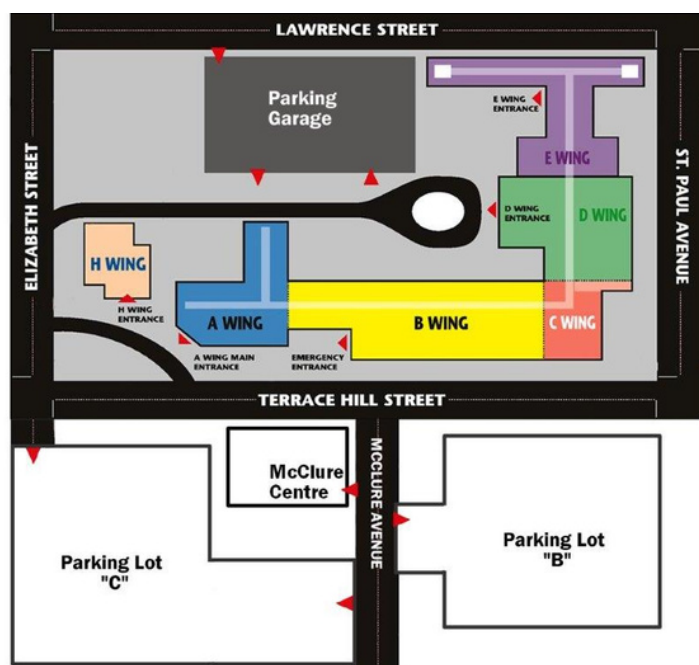 LAWRENCE STREET
Parking
Garage
E WING
ENTRANCE
ELIZABETH STREET
ST. PAUL AVENUE
E WING
D WING
ENTRANCE
D WING
H WING
H WING
ENTRANCE
A WING
B WING
C WING
A WING MAIN
ENTRANCE
EMERGENCY
ENTRANCE
TERRACE HILL STREET
McClure
Centre
MCCLURE AVENUE
Parking Lot
"C"
Parking Lot
"B"